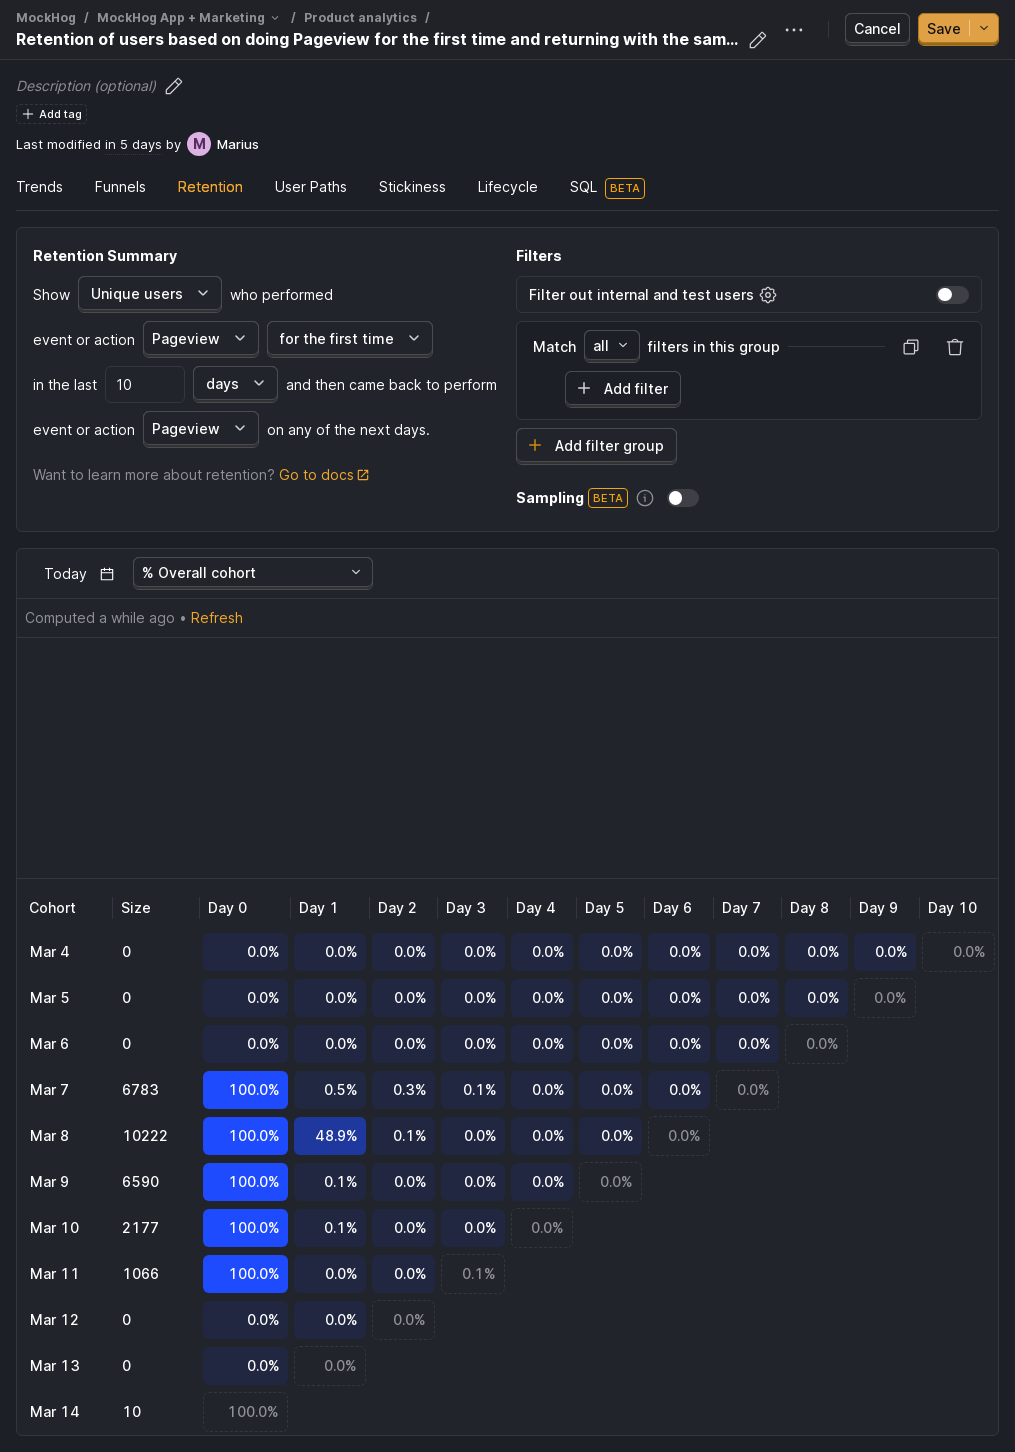 MockHog / MockHog App + Marketing / Product analytics /
Retention of users based on doing Pageview for the first time and returning with the sam...
Cancel
Save
Description (optional)
Add tag
Last modified in 5 days by M Marius
Trends Funnels Retention User Paths Stickiness Lifecycle SQL BETA
Retention Summary
Show Unique users who performed
event or action Pageview for the first time
in the last 10 days and then came back to perform
event or action Pageview on any of the next days.
Want to learn more about retention? Go to docs
Filters
Filter out internal and test users
Match all filters in this group
Add filter
Add filter group
Sampling BETA
Today % Overall cohort
Computed a while ago • Refresh
Cohort Size Day 0 Day 1 Day 2 Day 3 Day 4 Day 5 Day 6 Day 7 Day 8 Day 9 Day 10
Mar 4 0 0.0% 0.0% 0.0% 0.0% 0.0% 0.0% 0.0% 0.0% 0.0% 0.0% 0.0%
Mar 5 0 0.0% 0.0% 0.0% 0.0% 0.0% 0.0% 0.0% 0.0% 0.0% 0.0%
Mar 6 0 0.0% 0.0% 0.0% 0.0% 0.0% 0.0% 0.0% 0.0% 0.0%
Mar 7 6783 100.0% 0.5% 0.3% 0.1% 0.0% 0.0% 0.0% 0.0%
Mar 8 10222 100.0% 48.9% 0.1% 0.0% 0.0% 0.0% 0.0%
Mar 9 6590 100.0% 0.1% 0.0% 0.0% 0.0% 0.0%
Mar 10 2177 100.0% 0.1% 0.0% 0.0% 0.0%
Mar 11 1066 100.0% 0.0% 0.0% 0.1%
Mar 12 0 0.0% 0.0% 0.0%
Mar 13 0 0.0% 0.0%
Mar 14 10 100.0%